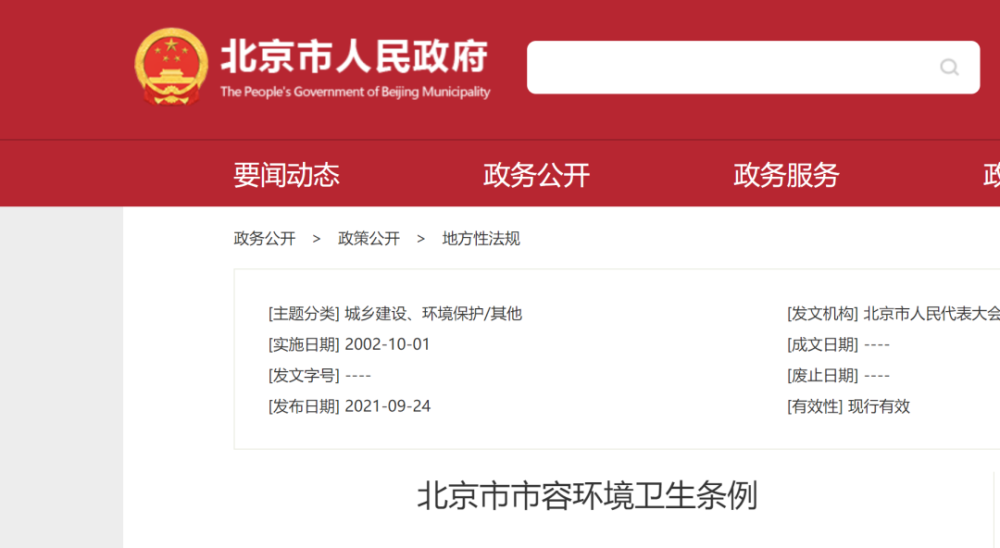 北京市人民政府
The People's Government of Beijing Municipality
要闻动态 政务公开 政务服务
政务公开 > 政策公开 > 地方性法规
[主题分类] 城乡建设、环境保护/其他 [发文机构] 北京市人民代表大会
[实施日期] 2002-10-01 [成文日期] ----
[发文字号] ---- [废止日期] ----
[发布日期] 2021-09-24 [有效性] 现行有效
北京市市容环境卫生条例